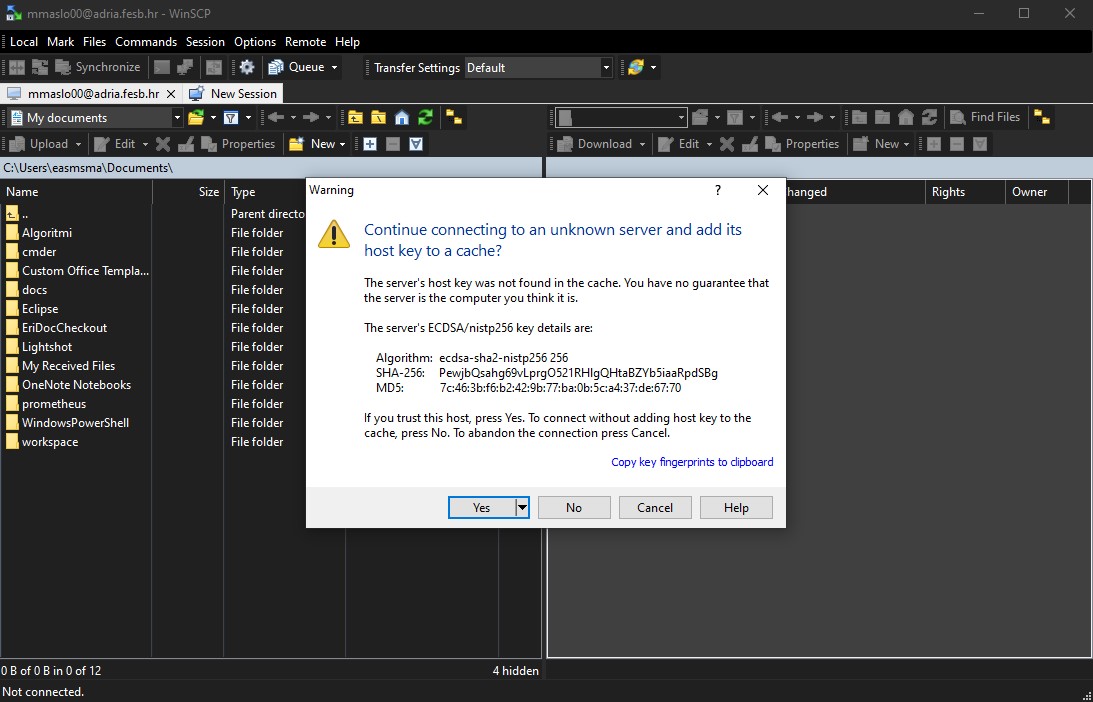 mmaslo00@adria.fesb.hr - WinSCP
Local Mark Files Commands Session Options Remote Help
Synchronize Queue Transfer Settings Default
mmaslo00@adria.fesb.hr New Session
My documents Find Files
Upload Edit Properties New Download Edit Properties New
C:\Users\easmsma\Documents\
Name Size Type hanged Rights Owner
.. Parent directo
Algoritmi File folder
cmder File folder
Custom Office Templa... File folder
docs File folder
Eclipse File folder
EriDocCheckout File folder
Lightshot File folder
My Received Files File folder
OneNote Notebooks File folder
prometheus File folder
WindowsPowerShell File folder
workspace File folder
Warning ?
Continue connecting to an unknown server and add its
host key to a cache?
The server's host key was not found in the cache. You have no guarantee that
the server is the computer you think it is.
The server's ECDSA/nistp256 key details are:
Algorithm: ecdsa-sha2-nistp256 256
SHA-256: PewjbQsahg69vLprgO521RHIgQHtaBZYb5iaaRpdSBg
MD5: 7c:46:3b:f6:b2:42:9b:77:ba:0b:5c:a4:37:de:67:70
If you trust this host, press Yes. To connect without adding host key to the
cache, press No. To abandon the connection press Cancel.
Copy key fingerprints to clipboard
Yes No Cancel Help
0 B of 0 B in 0 of 12 4 hidden
Not connected.